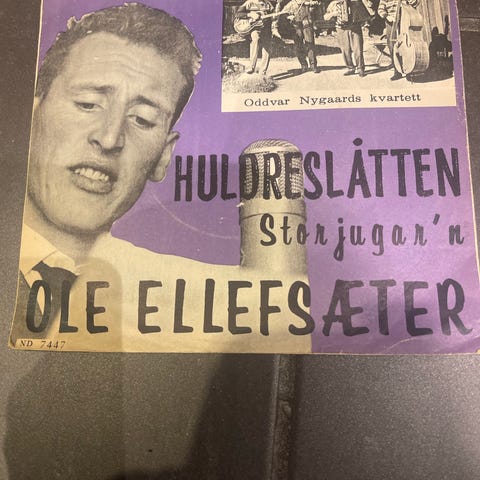 Oddvar Nygaards kvartett
HULDRESLÅTTEN
Storjugar'n
OLE ELLEFSÆTER
ND 7447